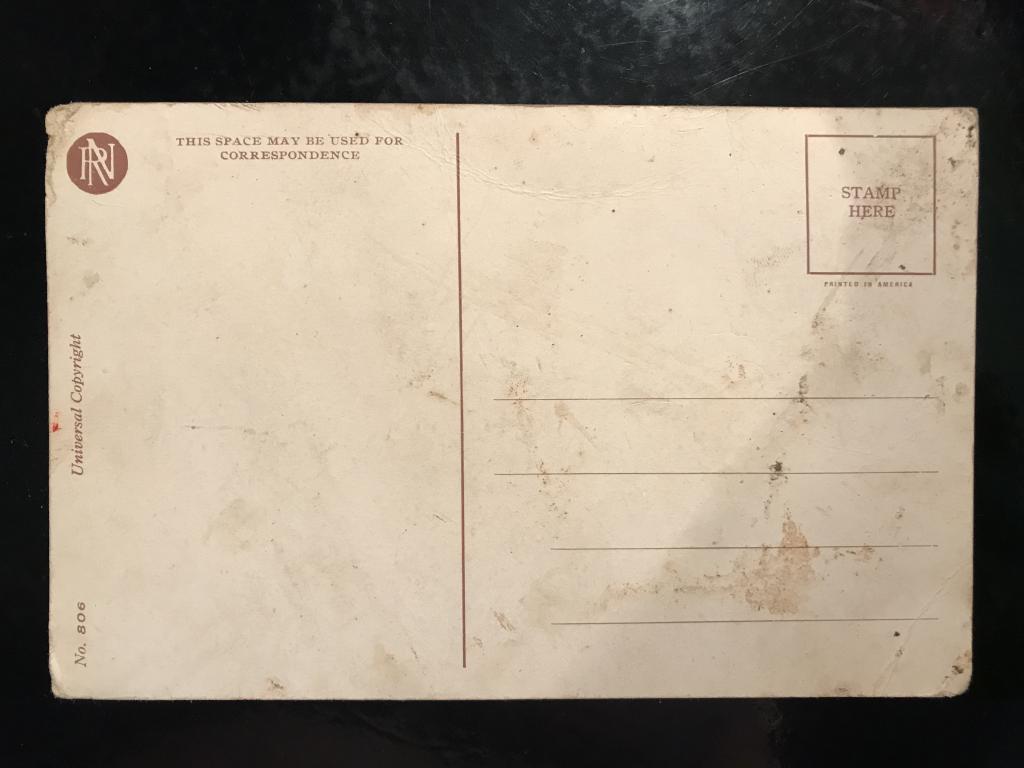 RN
THIS SPACE MAY BE USED FOR
CORRESPONDENCE
STAMP
HERE
PRINTED IN AMERICA
Universal Copyright
No. 806